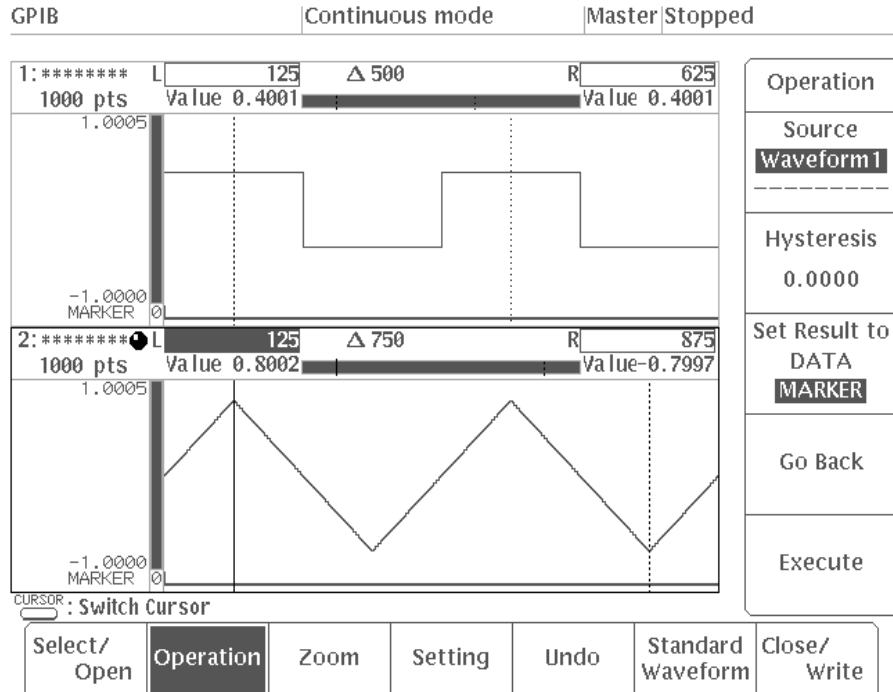 GPIB Continuous mode Master Stopped
1:******** L 125 Δ 500 R 625
1000 pts Value 0.4001 Value 0.4001
1.0005
-1.0000
MARKER 0
2:******** L 125 Δ 750 R 875
1000 pts Value 0.8002 Value-0.7997
1.0005
-1.0000
MARKER 0
CURSOR : Switch Cursor
Operation
Source
Waveform1
--------
Hysteresis
0.0000
Set Result to
DATA
MARKER
Go Back
Execute
Select/
Open
Operation
Zoom
Setting
Undo
Standard
Waveform
Close/
Write